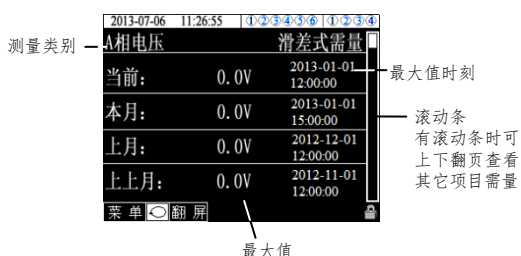 2013-07-06 11:26:55 ①②③④⑤⑥ ①②③④
测量类别
A相电压 滑差式需量
当前： 0.0V 2013-01-01 12:00:00
最大值时刻
本月： 0.0V 2013-01-01 15:00:00
上月： 0.0V 2012-12-01 12:00:00
上上月： 0.0V 2012-11-01 12:00:00
滚动条
有滚动条时可
上下翻页查看
其它项目需量
菜单 翻屏
最大值